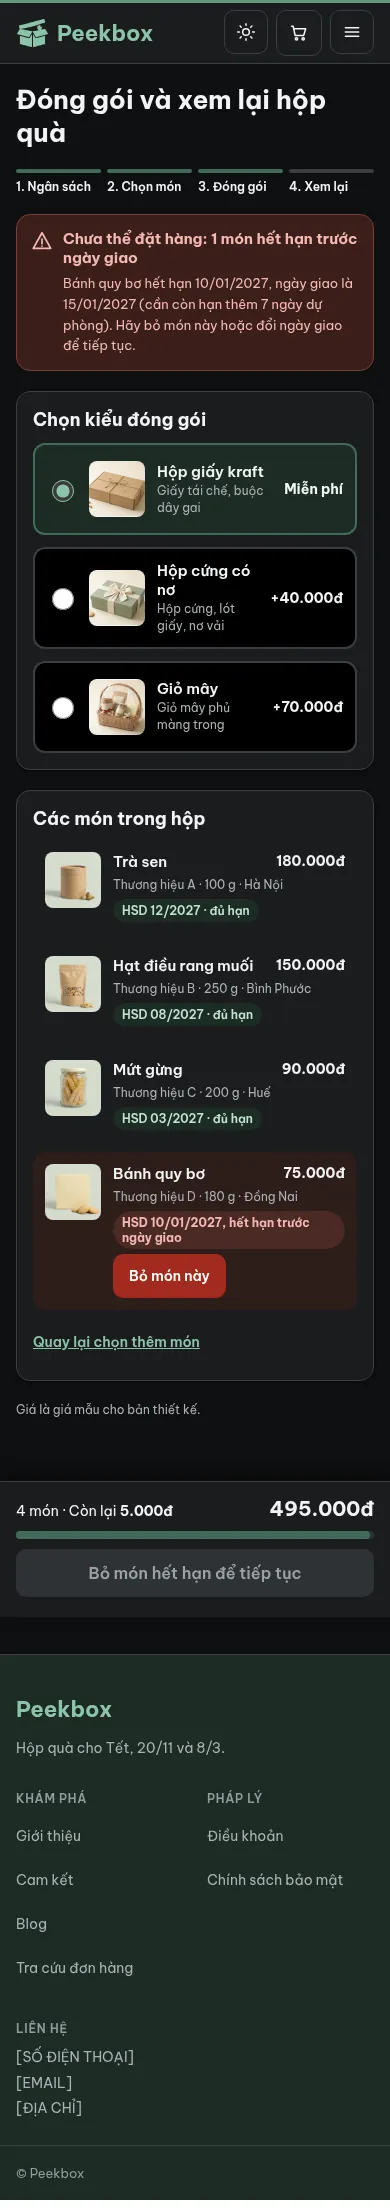 Peekbox
Đóng gói và xem lại hộp
quà
1. Ngân sách
2. Chọn món
3. Đóng gói
4. Xem lại
Chưa thể đặt hàng: 1 món hết hạn trước
ngày giao
Bánh quy bơ hết hạn 10/01/2027, ngày giao là
15/01/2027 (cần còn hạn thêm 7 ngày dự
phòng). Hãy bỏ món này hoặc đổi ngày giao
để tiếp tục.
Chọn kiểu đóng gói
Hộp giấy kraft
Giấy tái chế, buộc
dây gai
Miễn phí
Hộp cứng có
nơ
Hộp cứng, lót
giấy, nơ vải
+40.000đ
Giỏ mây
Giỏ mây phủ
màng trong
+70.000đ
Các món trong hộp
Trà sen
180.000đ
Thương hiệu A · 100 g · Hà Nội
HSD 12/2027 · đủ hạn
Hạt điều rang muối
150.000đ
Thương hiệu B · 250 g · Bình Phước
HSD 08/2027 · đủ hạn
Mứt gừng
90.000đ
Thương hiệu C · 200 g · Huế
HSD 03/2027 · đủ hạn
Bánh quy bơ
75.000đ
Thương hiệu D · 180 g · Đồng Nai
HSD 10/01/2027, hết hạn trước
ngày giao
Bỏ món này
Quay lại chọn thêm món
Giá là giá mẫu cho bản thiết kế.
4 món · Còn lại 5.000đ
495.000đ
Bỏ món hết hạn để tiếp tục
Peekbox
Hộp quà cho Tết, 20/11 và 8/3.
KHÁM PHÁ
PHÁP LÝ
Giới thiệu
Điều khoản
Cam kết
Chính sách bảo mật
Blog
Tra cứu đơn hàng
LIÊN HỆ
[SỐ ĐIỆN THOẠI]
[EMAIL]
[ĐỊA CHỈ]
© Peekbox